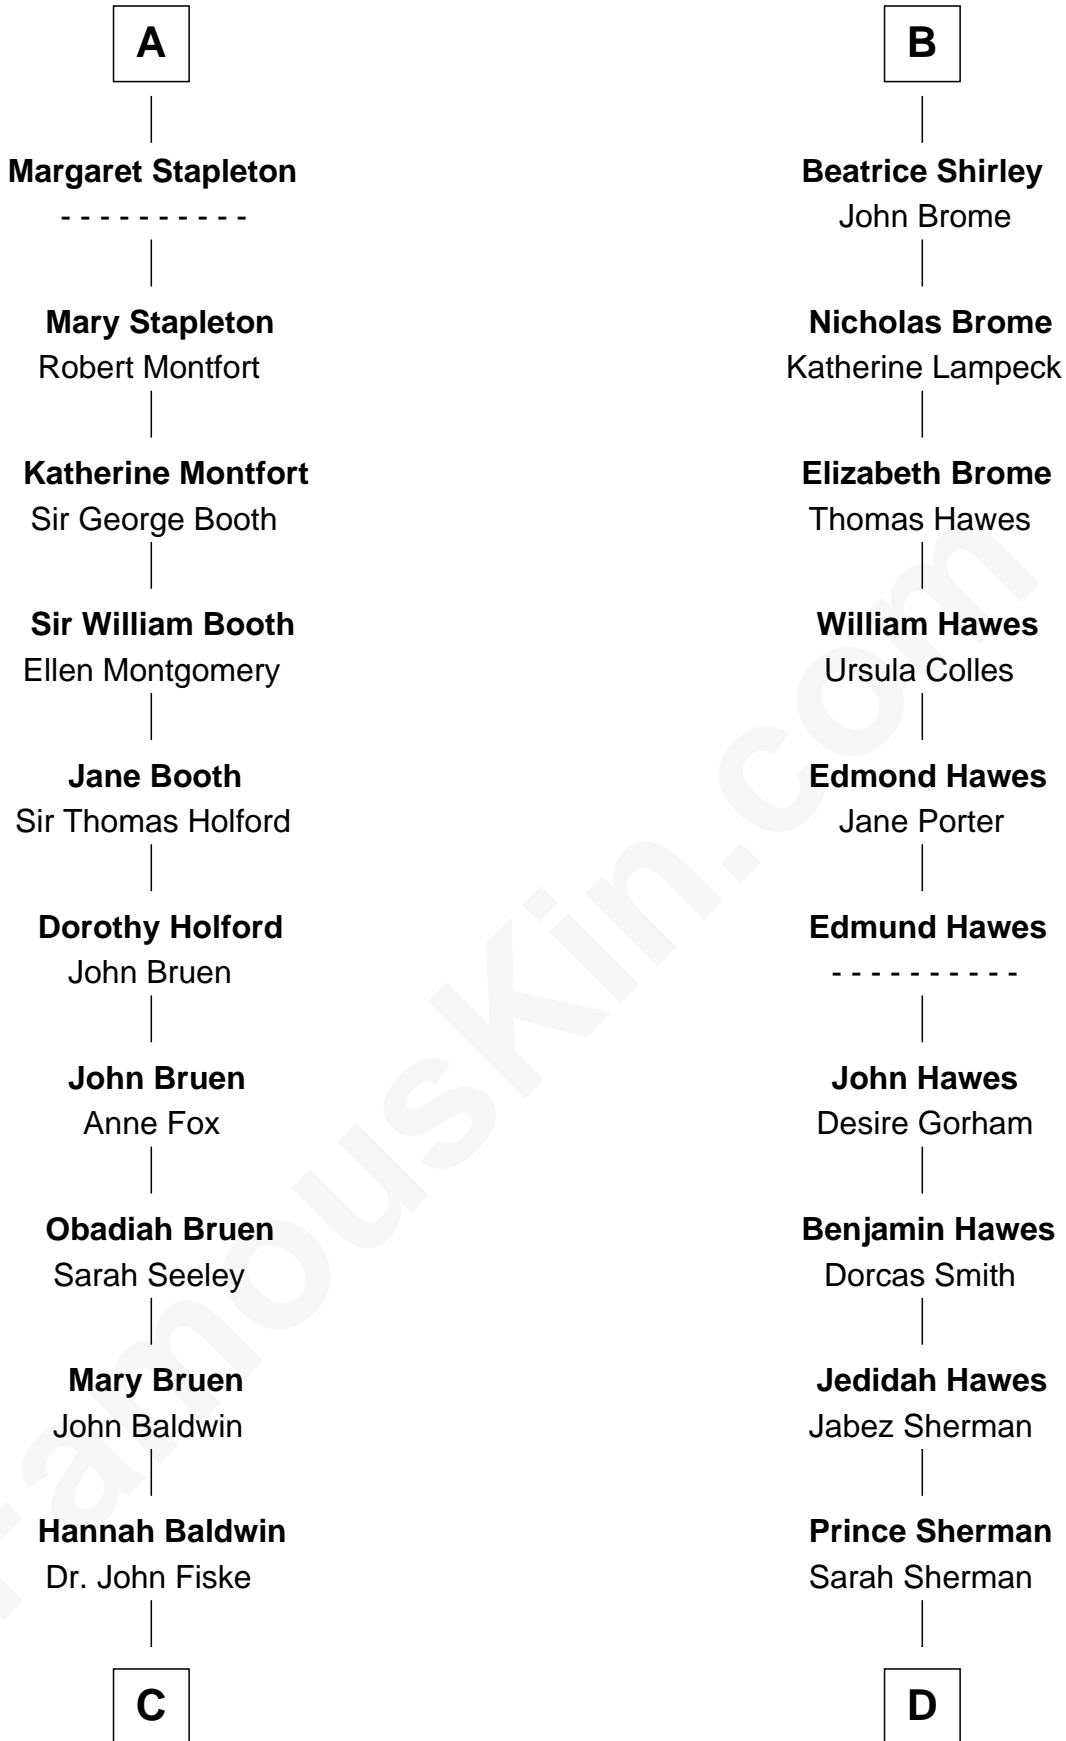 A
Margaret Stapleton
- - - - - - - - - -
Mary Stapleton
Robert Montfort
Katherine Montfort
Sir George Booth
Sir William Booth
Ellen Montgomery
Jane Booth
Sir Thomas Holford
Dorothy Holford
John Bruen
John Bruen
Anne Fox
Obadiah Bruen
Sarah Seeley
Mary Bruen
John Baldwin
Hannah Baldwin
Dr. John Fiske
C
B
Beatrice Shirley
John Brome
Nicholas Brome
Katherine Lampeck
Elizabeth Brome
Thomas Hawes
William Hawes
Ursula Colles
Edmond Hawes
Jane Porter
Edmund Hawes
- - - - - - - - - -
John Hawes
Desire Gorham
Benjamin Hawes
Dorcas Smith
Jedidah Hawes
Jabez Sherman
Prince Sherman
Sarah Sherman
D
FamousKin.com